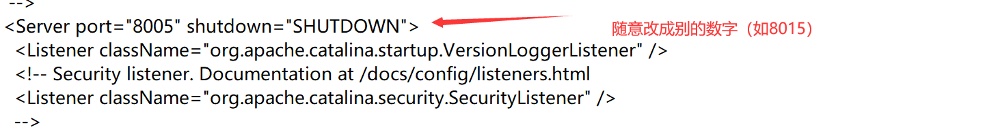 -->
<Server port="8005" shutdown="SHUTDOWN">
随意改成别的数字（如8015）
<Listener className="org.apache.catalina.startup.VersionLoggerListener" />
<!-- Security listener. Documentation at /docs/config/listeners.html
<Listener className="org.apache.catalina.security.SecurityListener" />
-->